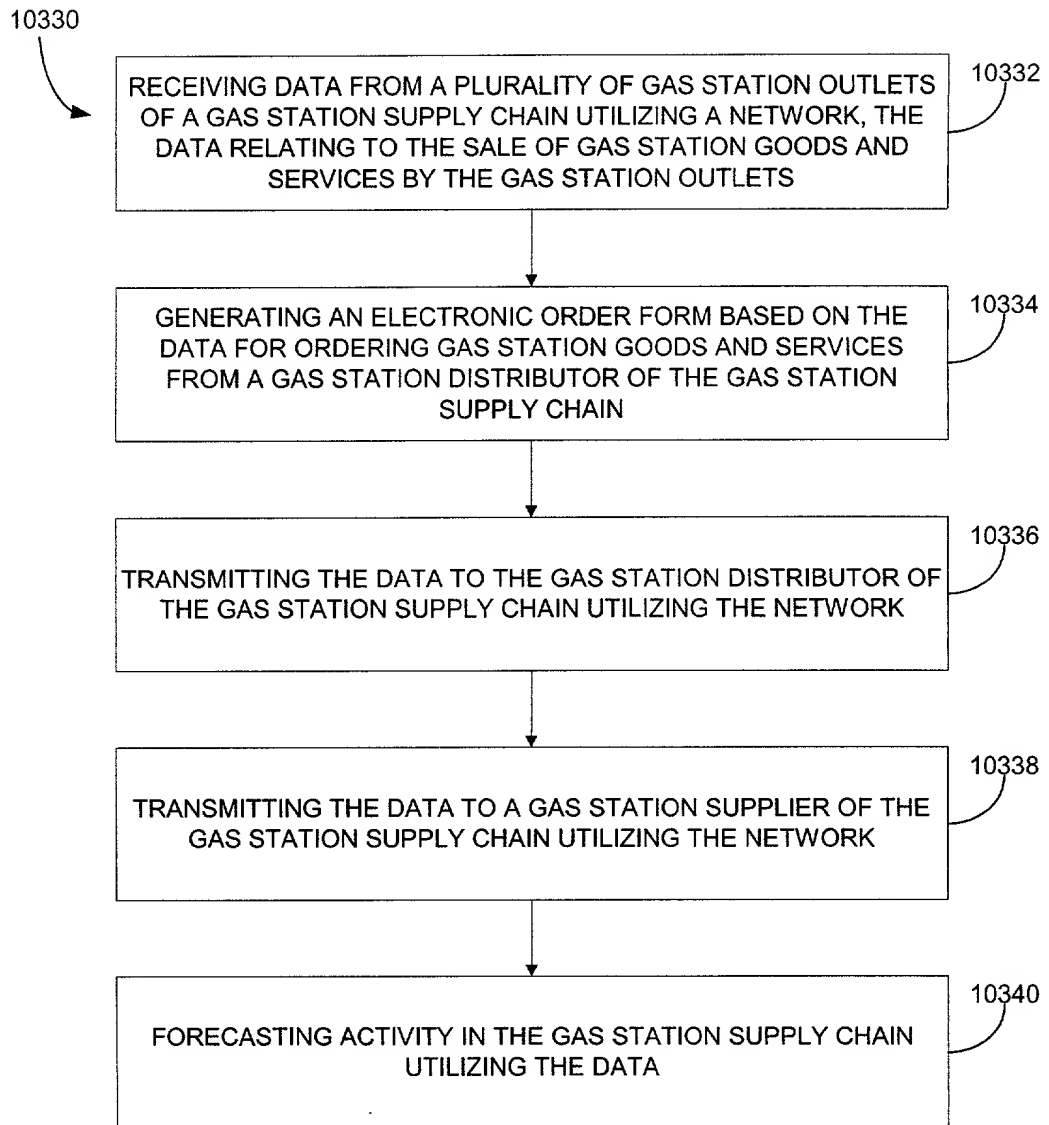 10330
RECEIVING DATA FROM A PLURALITY OF GAS STATION OUTLETS
OF A GAS STATION SUPPLY CHAIN UTILIZING A NETWORK, THE
DATA RELATING TO THE SALE OF GAS STATION GOODS AND
SERVICES BY THE GAS STATION OUTLETS
10332
GENERATING AN ELECTRONIC ORDER FORM BASED ON THE
DATA FOR ORDERING GAS STATION GOODS AND SERVICES
FROM A GAS STATION DISTRIBUTOR OF THE GAS STATION
SUPPLY CHAIN
10334
TRANSMITTING THE DATA TO THE GAS STATION DISTRIBUTOR OF
THE GAS STATION SUPPLY CHAIN UTILIZING THE NETWORK
10336
TRANSMITTING THE DATA TO A GAS STATION SUPPLIER OF THE
GAS STATION SUPPLY CHAIN UTILIZING THE NETWORK
10338
FORECASTING ACTIVITY IN THE GAS STATION SUPPLY CHAIN
UTILIZING THE DATA
10340